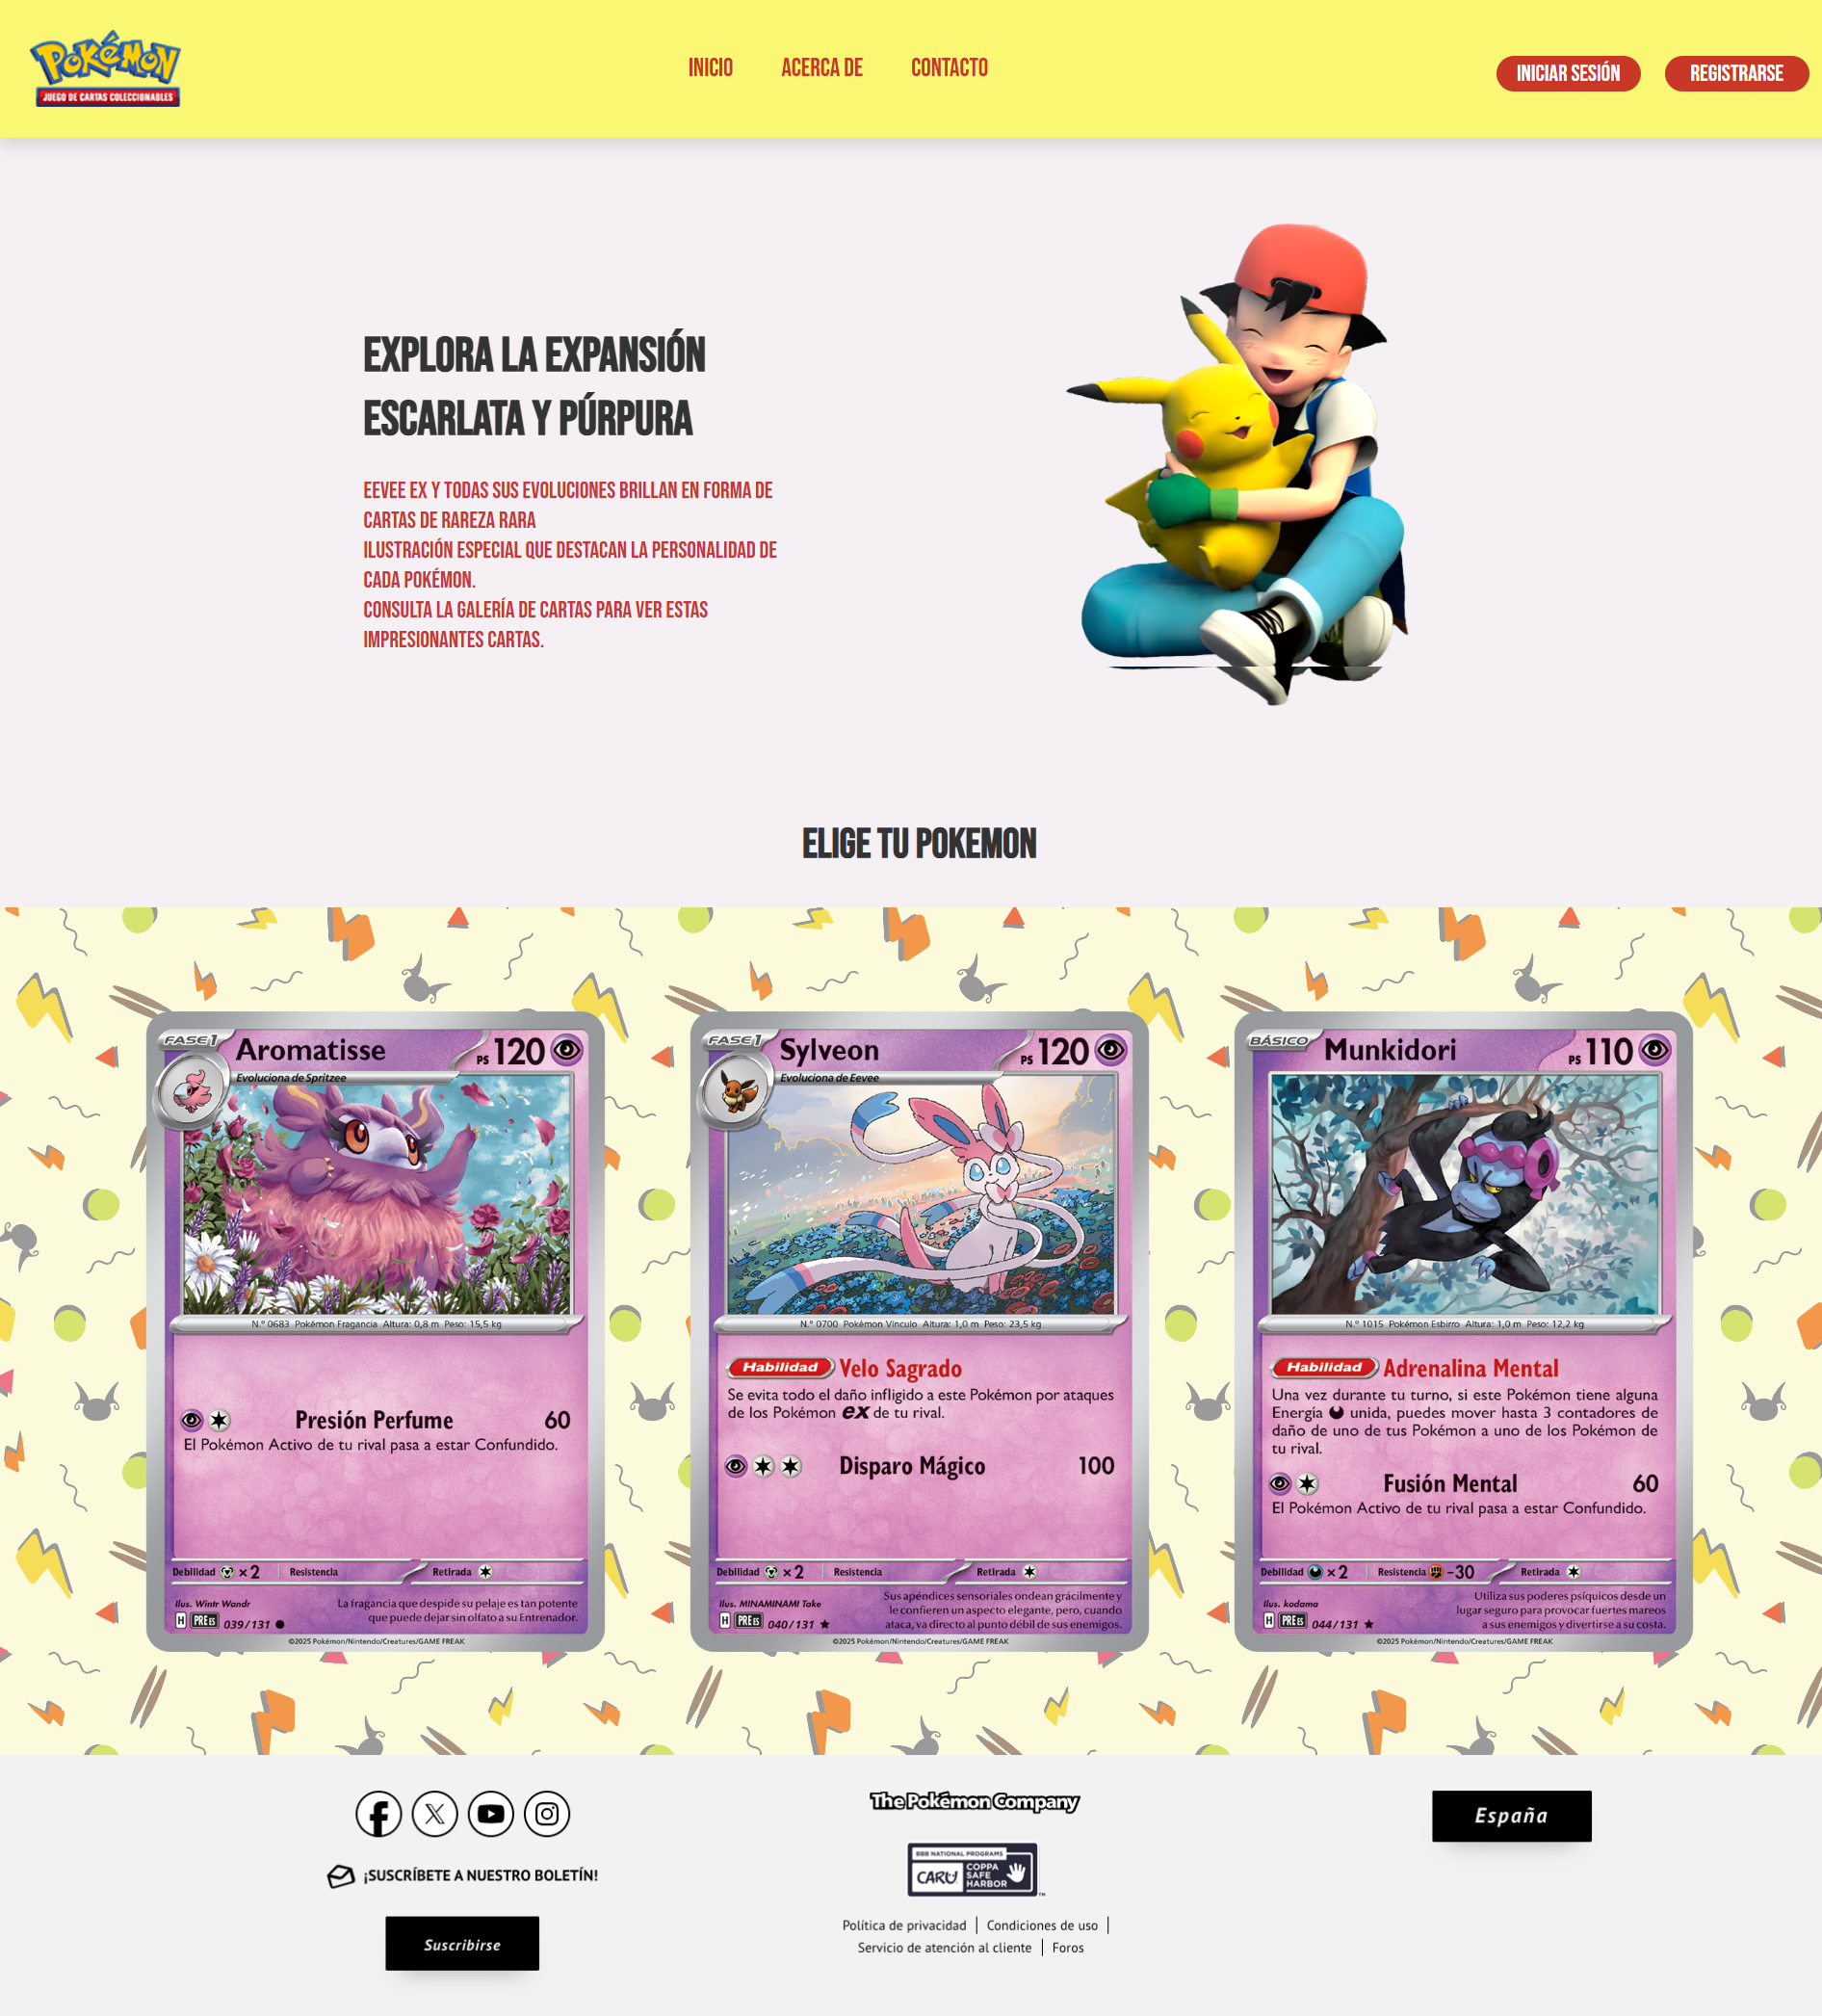 Pokémon
JUEGO DE CARTAS COLECCIONABLES
INICIO
ACERCA DE
CONTACTO
INICIAR SESIÓN
REGISTRARSE
EXPLORA LA EXPANSIÓN
ESCARLATA Y PÚRPURA
EEVEE EX Y TODAS SUS EVOLUCIONES BRILLAN EN FORMA DE
CARTAS DE RAREZA RARA
ILUSTRACIÓN ESPECIAL QUE DESTACAN LA PERSONALIDAD DE
CADA POKÉMON.
CONSULTA LA GALERÍA DE CARTAS PARA VER ESTAS
IMPRESIONANTES CARTAS.
ELIGE TU POKEMON
FASE 1
Aromatisse
PS 120
Evoluciona de Spritzee
N.º 0683 Pokémon Fragancia Altura: 0,8 m Peso: 15,5 kg
Presión Perfume 60
El Pokémon Activo de tu rival pasa a estar Confundido.
Debilidad ×2 Resistencia Retirada
Ilus. Wintr Wandr
H PRE ES 039/131
La fragancia que despide su pelaje es tan potente
que puede dejar sin olfato a su Entrenador.
©2025 Pokémon/Nintendo/Creatures/GAME FREAK
FASE 1
Sylveon
PS 120
Evoluciona de Eevee
N.º 0700 Pokémon Vínculo Altura: 1,0 m Peso: 23,5 kg
Habilidad Velo Sagrado
Se evita todo el daño infligido a este Pokémon por ataques
de los Pokémon ex de tu rival.
Disparo Mágico 100
Debilidad ×2 Resistencia Retirada
Ilus. MINAMINAMI Take
H PRE ES 040/131 ★
Sus apéndices sensoriales ondean grácilmente y
le confieren un aspecto elegante, pero, cuando
ataca, va directo al punto débil de sus enemigos.
©2025 Pokémon/Nintendo/Creatures/GAME FREAK
BÁSICO
Munkidori
PS 110
N.º 1015 Pokémon Esbirro Altura: 1,0 m Peso: 12,2 kg
Habilidad Adrenalina Mental
Una vez durante tu turno, si este Pokémon tiene alguna
Energía unida, puedes mover hasta 3 contadores de
daño de uno de tus Pokémon a uno de los Pokémon de
tu rival.
Fusión Mental 60
El Pokémon Activo de tu rival pasa a estar Confundido.
Debilidad ×2 Resistencia -30 Retirada
Ilus. kodama
H PRE ES 044/131 ★
Utiliza sus poderes psíquicos desde un
lugar seguro para provocar fuertes mareos
a sus enemigos y divertirse a su costa.
©2025 Pokémon/Nintendo/Creatures/GAME FREAK
¡SUSCRÍBETE A NUESTRO BOLETÍN!
Suscribirse
The Pokémon Company
BBB NATIONAL PROGRAMS
CARU
COPPA
SAFE
HARBOR
TM
Política de privacidad | Condiciones de uso |
Servicio de atención al cliente | Foros
España